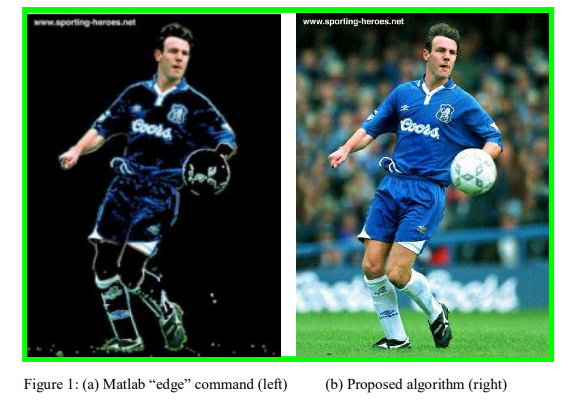 www.sporting-heroes.net
www.sporting-heroes.net
Coors
Coors
Figure 1: (a) Matlab “edge” command (left)
(b) Proposed algorithm (right)